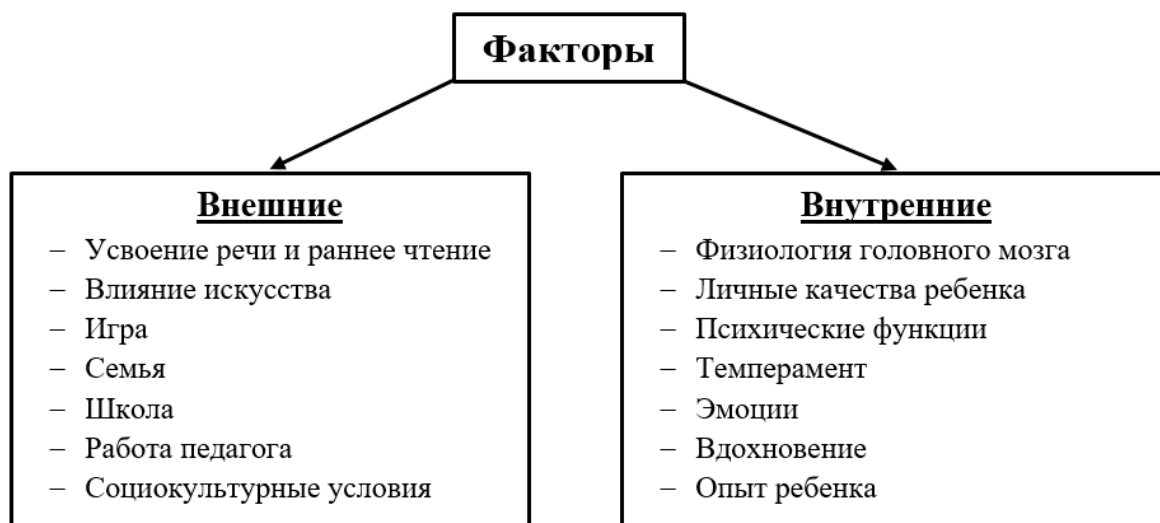 Факторы
Внешние
– Усвоение речи и раннее чтение
– Влияние искусства
– Игра
– Семья
– Школа
– Работа педагога
– Социокультурные условия
Внутренние
– Физиология головного мозга
– Личные качества ребенка
– Психические функции
– Темперамент
– Эмоции
– Вдохновение
– Опыт ребенка